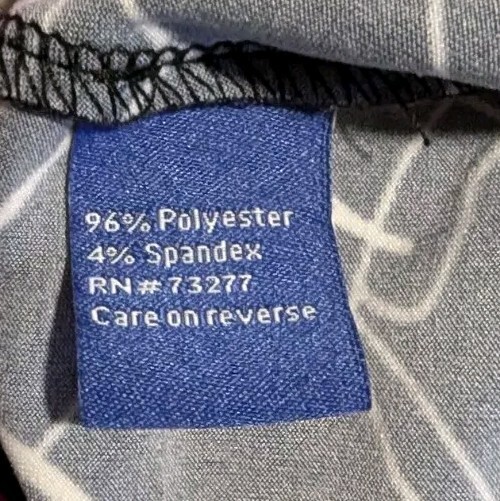 96% Polyester
4% Spandex
RN# 73277
Care on reverse